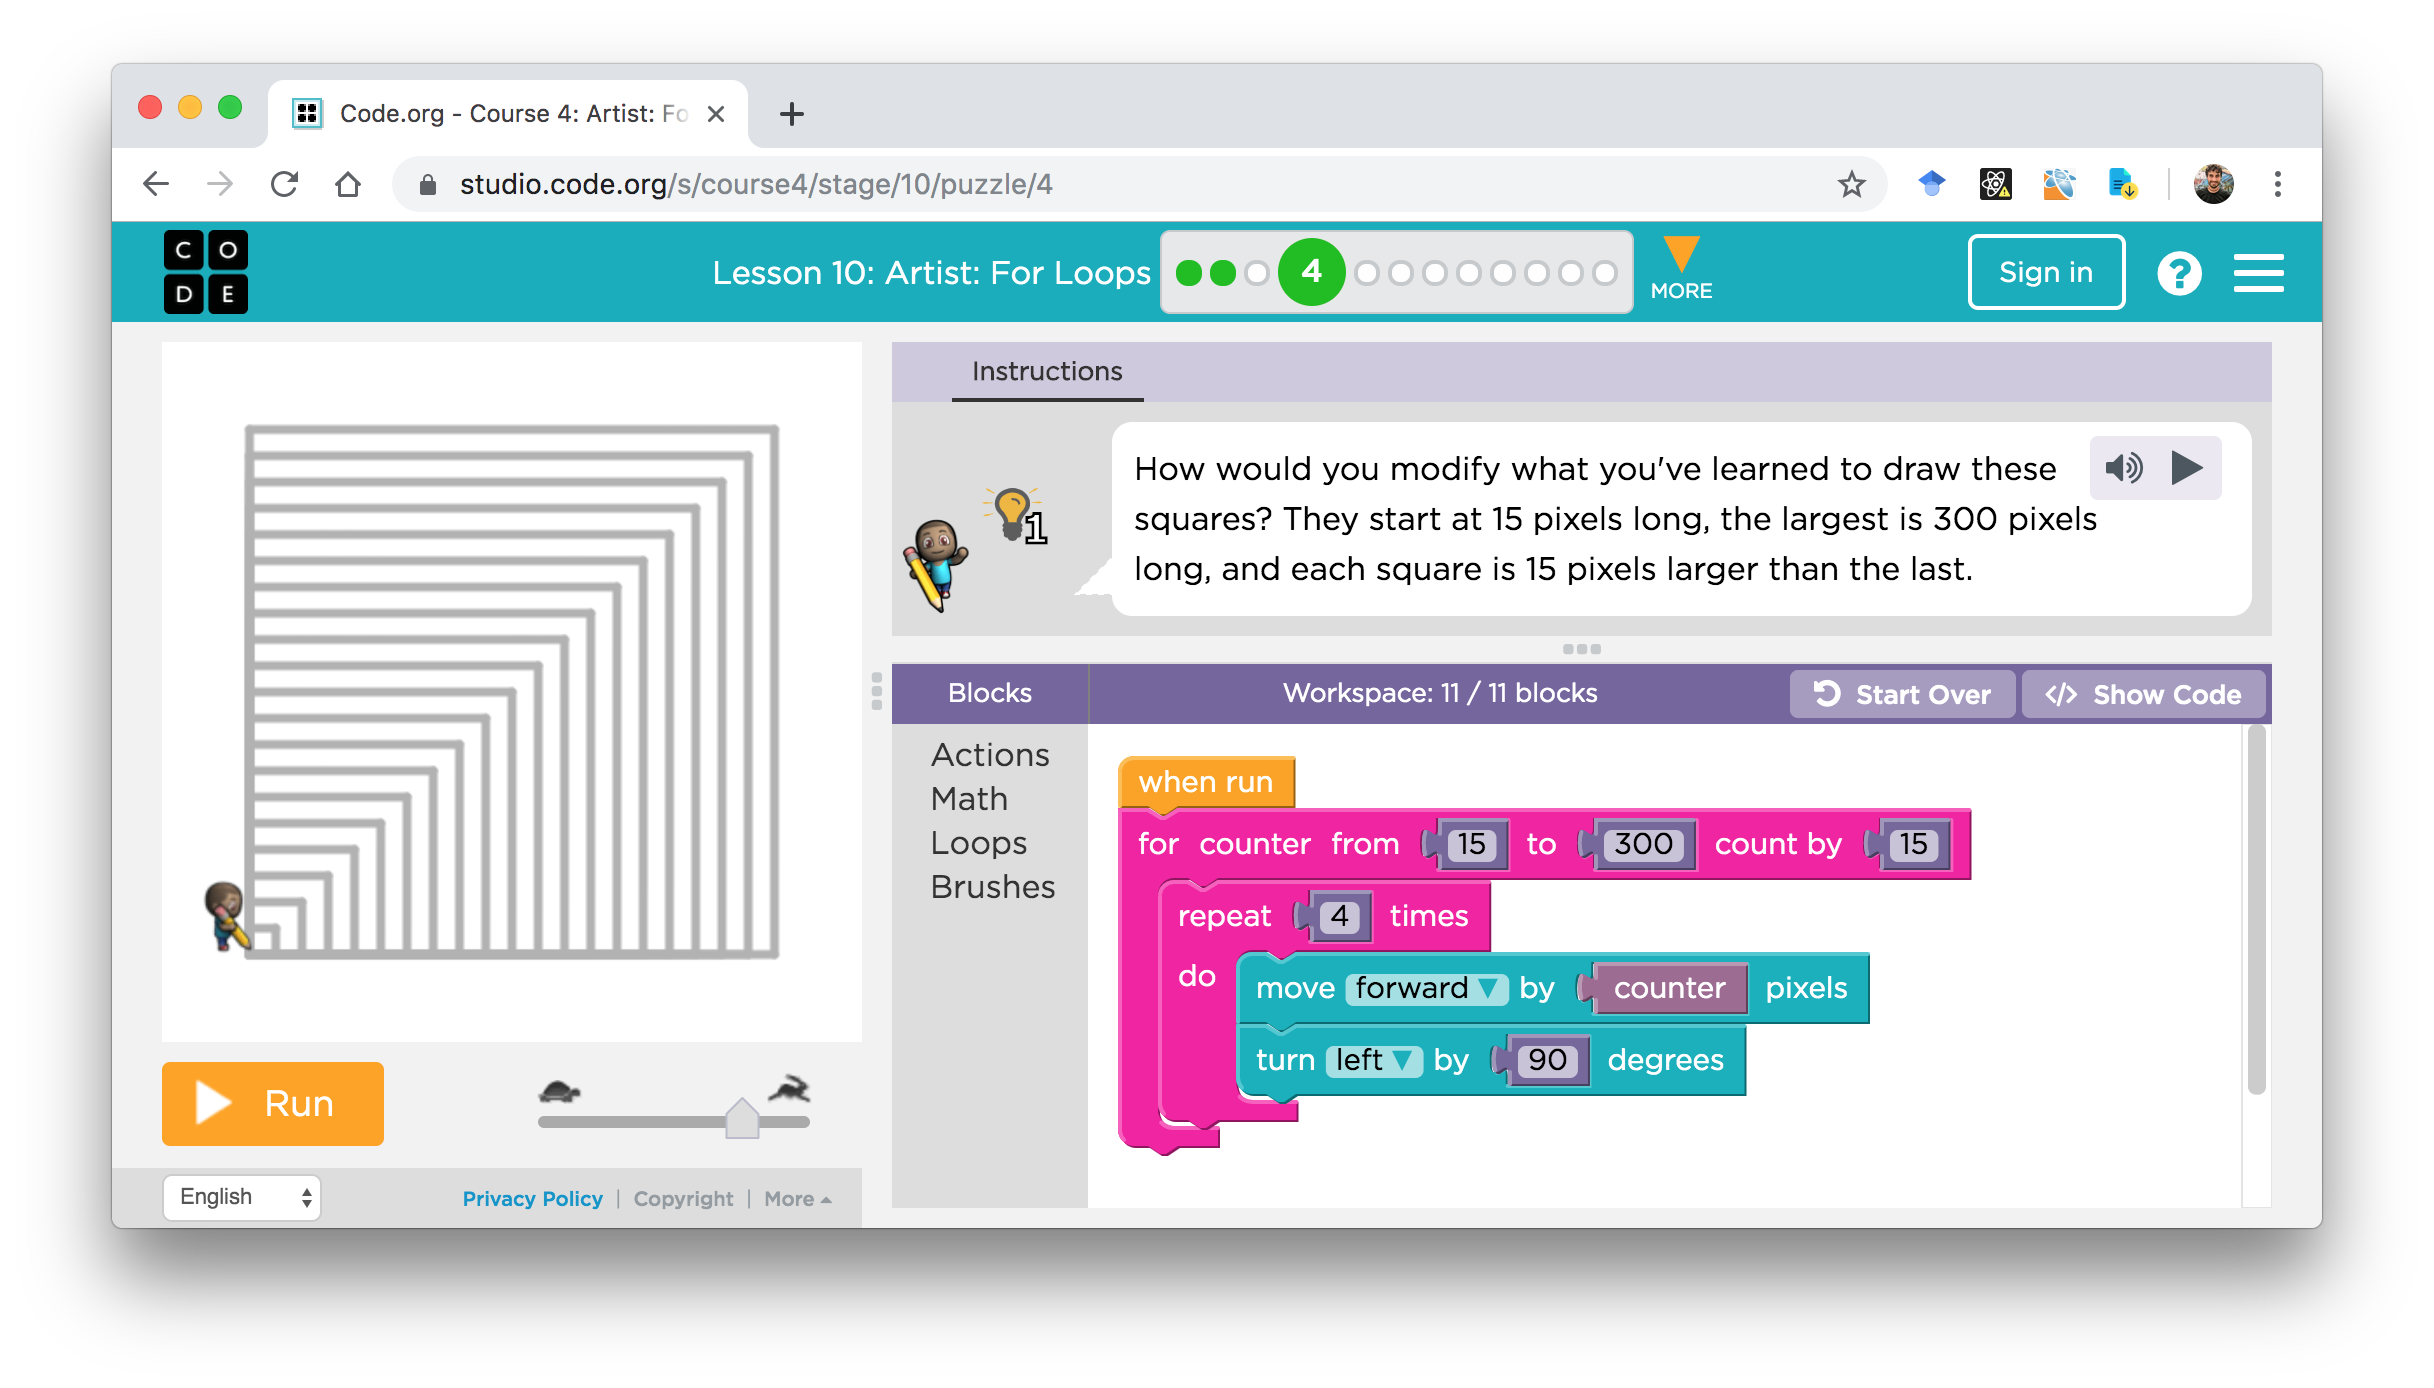 Code.org - Course 4: Artist: Fo
studio.code.org/s/course4/stage/10/puzzle/4
C O
D E
Lesson 10: Artist: For Loops
4
MORE
Sign in
?
Instructions
1
How would you modify what you've learned to draw these
squares? They start at 15 pixels long, the largest is 300 pixels
long, and each square is 15 pixels larger than the last.
Blocks
Workspace: 11 / 11 blocks
Start Over
</> Show Code
Actions
Math
Loops
Brushes
when run
for counter from 15 to 300 count by 15
repeat 4 times
do
move forward by counter pixels
turn left by 90 degrees
Run
English
Privacy Policy | Copyright | More